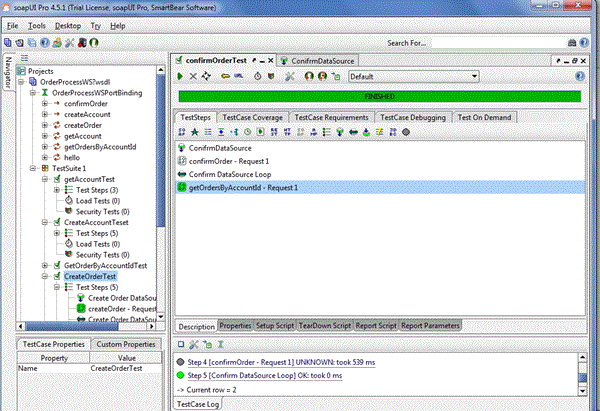 soapUI Pro 4.5.1 (Trial License, soapUI Pro, SmartBear Software)
File Tools Desktop Try Help
Search For...
Navigator
Projects
OrderProcessWS?wsdl
OrderProcessWSPortBinding
confirmOrder
createAccount
createOrder
getAccount
getOrdersByAccountId
hello
TestSuite 1
getAccountTest
Test Steps (3)
Load Tests (0)
Security Tests (0)
CreateAccountTeset
Test Steps (5)
Load Tests (0)
Security Tests (0)
GetOrderByAccountIdTest
CreateOrderTest
Test Steps (5)
Create Order DataSou
createOrder - Request
Create Order DataSou
TestCase Properties Custom Properties
Property Value
Name CreateOrderTest
confirmOrderTest ConfirmDataSource
Default
FINISHED
TestSteps TestCase Coverage TestCase Requirements TestCase Debugging Test On Demand
ConfirmDataSource
confirmOrder - Request 1
Confirm DataSource Loop
getOrdersByAccountId - Request 1
Description Properties Setup Script TearDown Script Report Script Report Parameters
Step 4 [confirmOrder - Request 1] UNKNOWN: took 539 ms
Step 5 [Confirm DataSource Loop] OK: took 0 ms
-> Current row = 2
TestCase Log